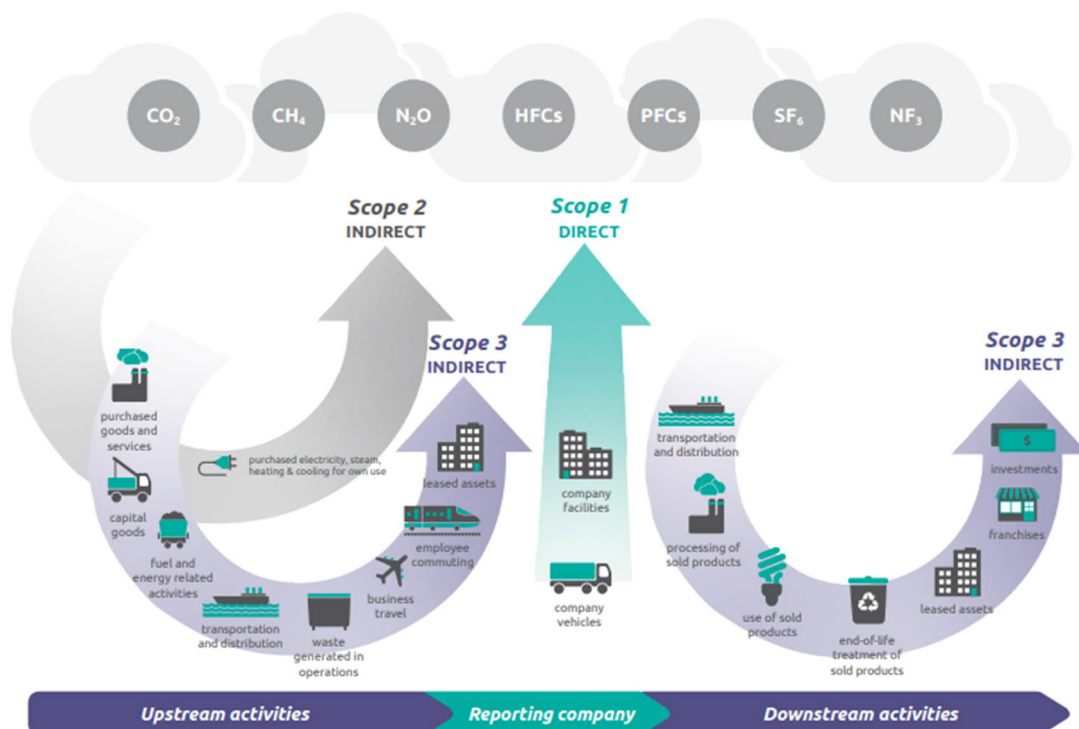 CO₂
CH₄
N₂O
HFCs
PFCs
SF₆
NF₃
Scope 2
INDIRECT
Scope 1
DIRECT
Scope 3
INDIRECT
Scope 3
INDIRECT
purchased
goods and
services
capital
goods
fuel and
energy related
activities
transportation
and distribution
waste
generated in
operations
business
travel
employee
commuting
leased assets
purchased electricity, steam,
heating & cooling for own use
company
facilities
company
vehicles
transportation
and distribution
processing of
sold products
use of sold
products
end-of-life
treatment of
sold products
leased assets
franchises
investments
$
Upstream activities
Reporting company
Downstream activities